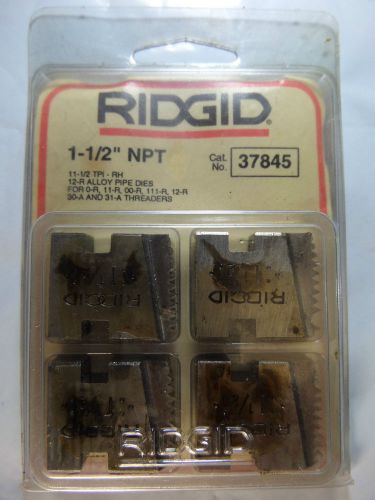 RIDGID
1-1/2" NPT
Cat. No. 37845
11-1/2 TPI - RH
12-R ALLOY PIPE DIES
FOR 0-R, 11-R, 00-R, 111-R, 12-R
30-A AND 31-A THREADERS
RIDGID
RIDGID
RIDGID